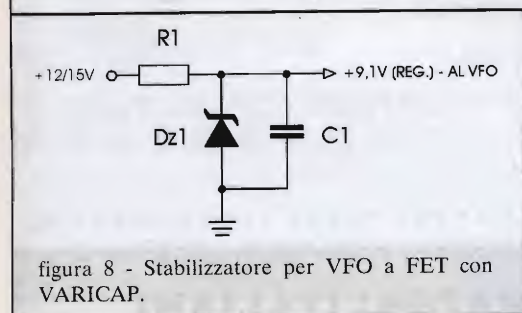 R1
+12/15V
+9,1V (REG.) - AL VFO
Dz1
C1
figura 8 - Stabilizzatore per VFO a FET con
VARICAP.